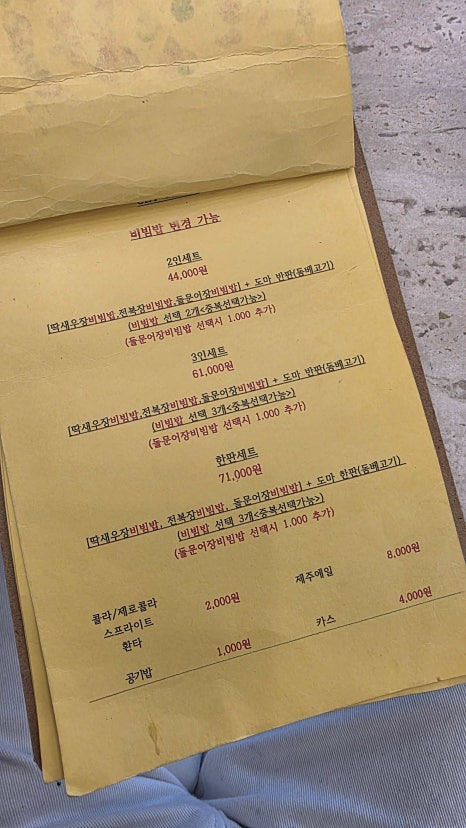 비빔밥 변경 가능
2인세트
44,000원
[딱새우장비빔밥,전복장비빔밥,돌문어장비빔밥] + 도마 반판(돔베고기)
(비빔밥 선택 2개<중복선택가능>)
(돌문어장비빔밥 선택시 1.000 추가)
3인세트
61,000원
[딱새우장비빔밥,전복장비빔밥,돌문어장비빔밥] + 도마 반판(돔베고기)
(비빔밥 선택 3개<중복선택가능>)
(돌문어장비빔밥 선택시 1.000 추가)
한판세트
71,000원
[딱새우장비빔밥, 전복장비빔밥, 돌문어장비빔밥] + 도마 한판(돔베고기)
(비빔밥 선택 3개<중복선택가능>)
(돌문어장비빔밥 선택시 1.000 추가)
콜라/제로콜라 2,000원 제주에일 8,000원
스프라이트
환타 카스 4,000원
공기밥 1,000원